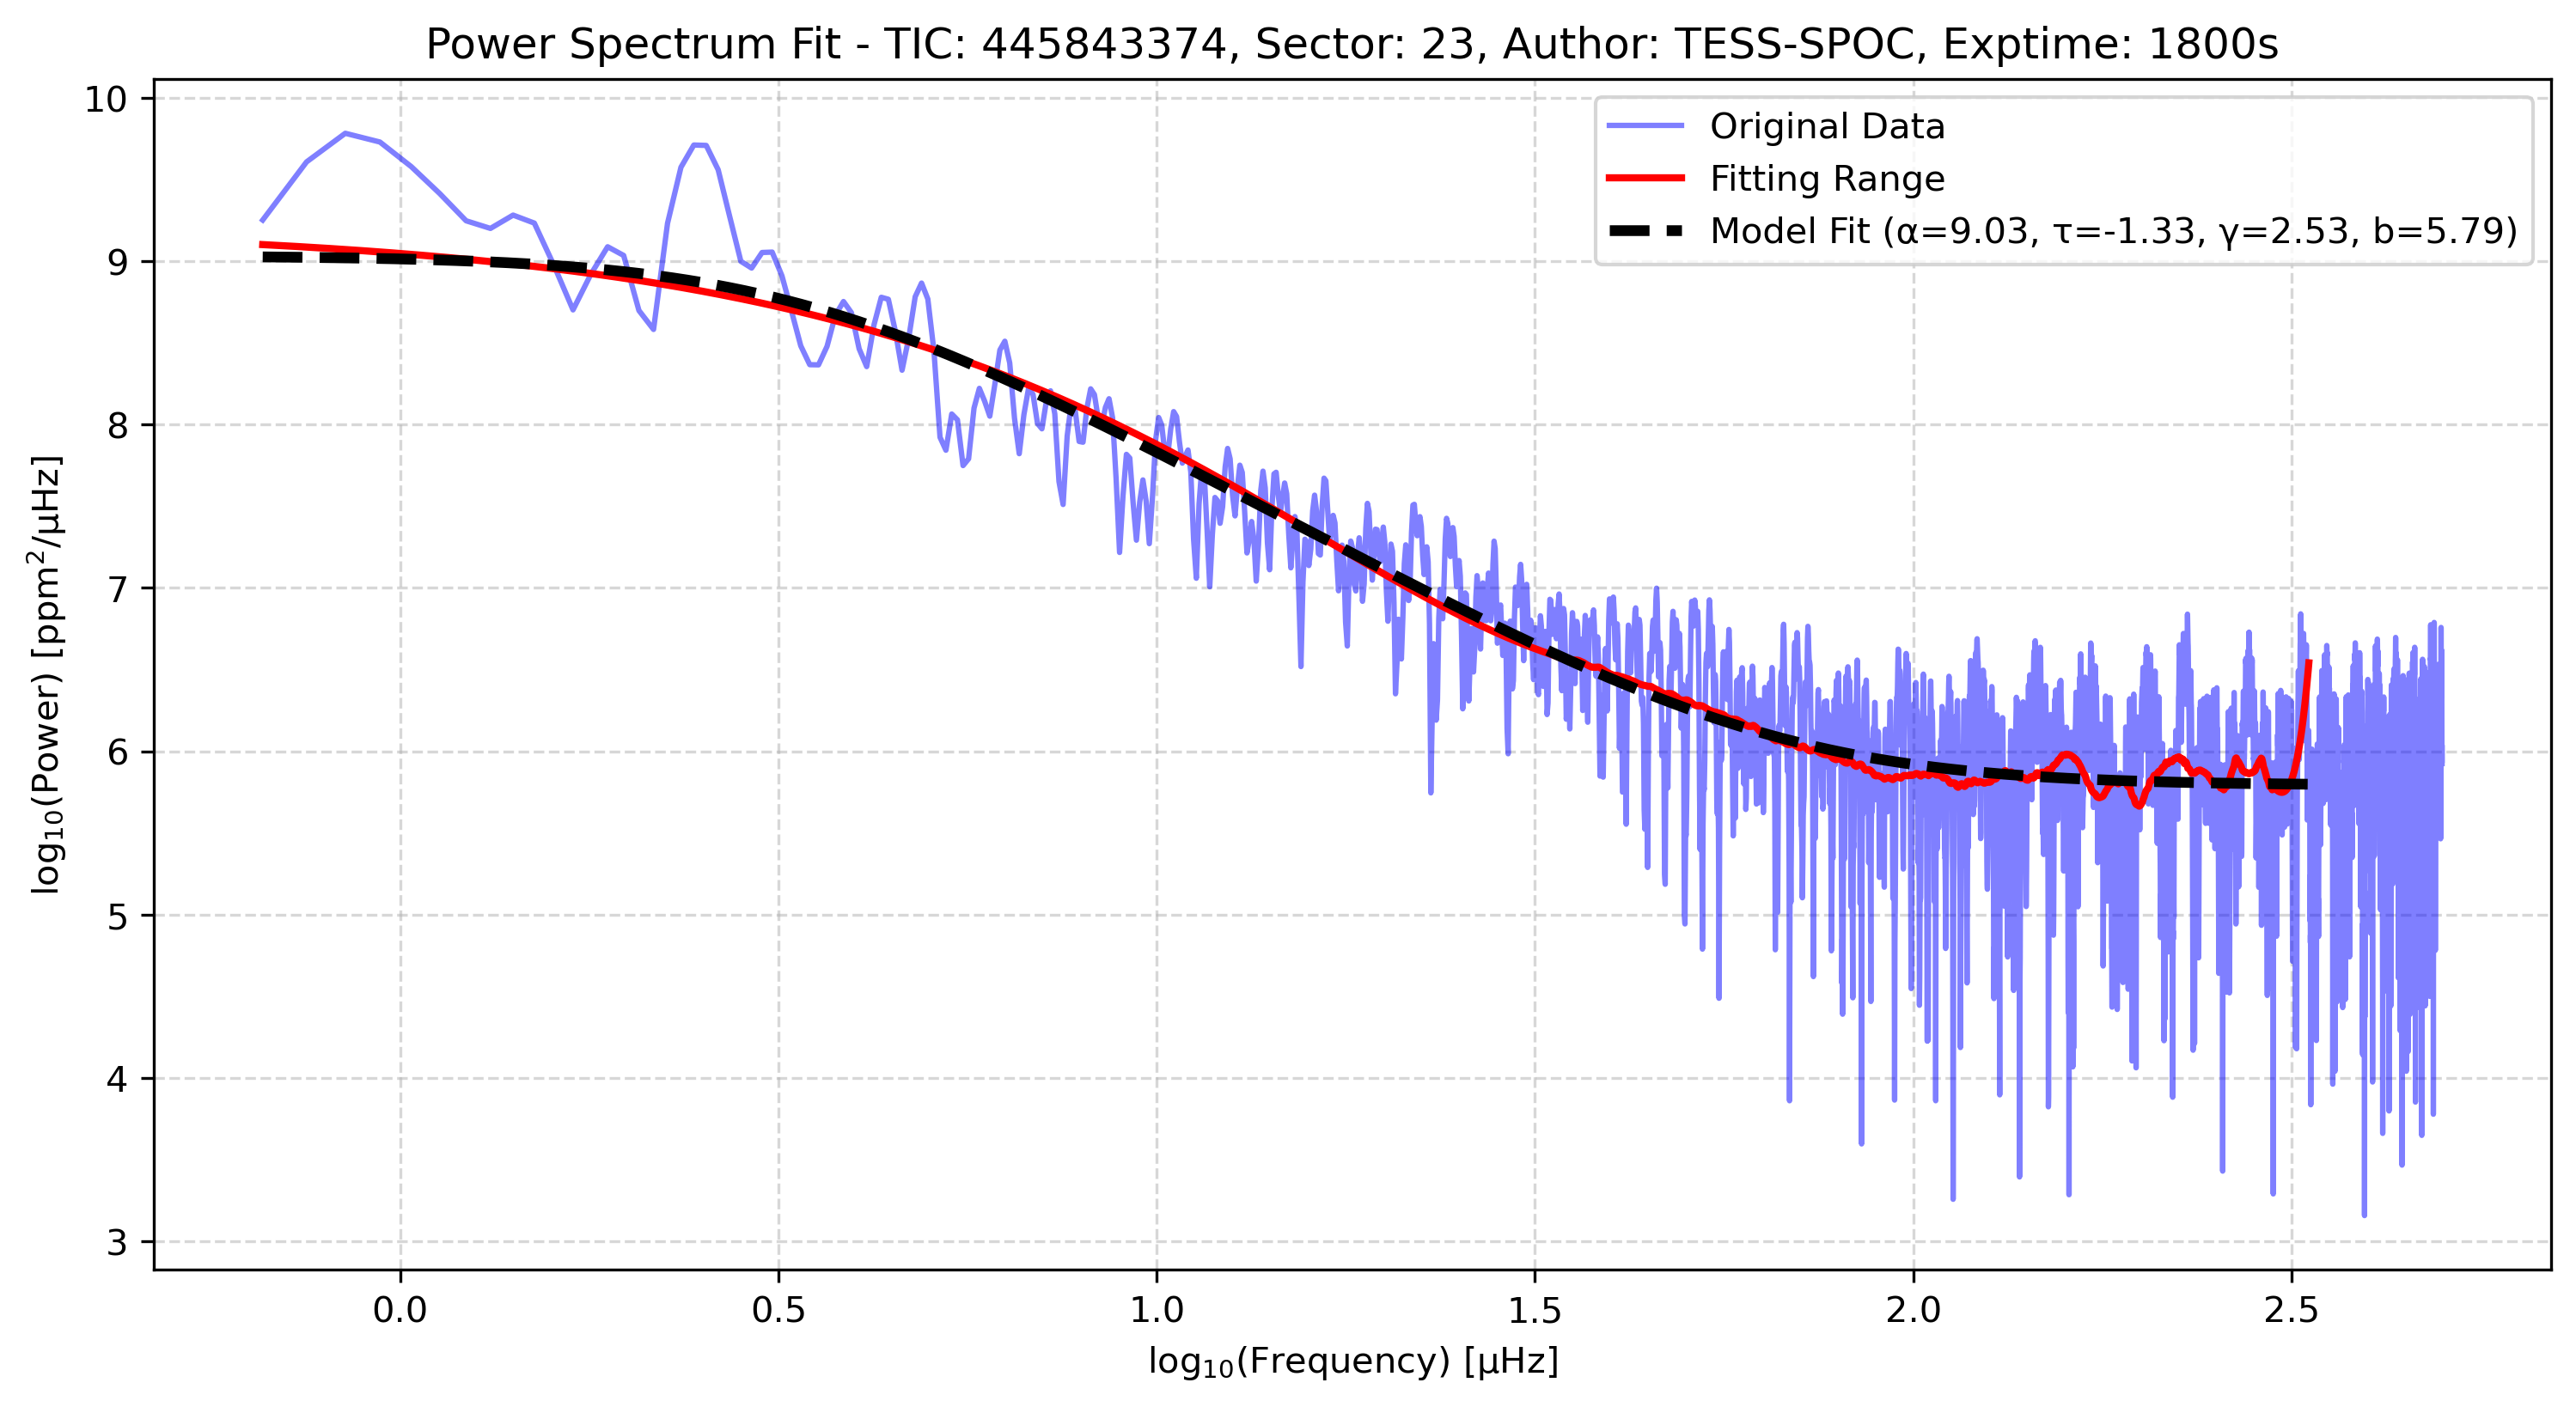 Power Spectrum Fit - TIC: 445843374, Sector: 23, Author: TESS-SPOC, Exptime: 1800s
Original Data
Fitting Range
Model Fit (α=9.03, τ=-1.33, γ=2.53, b=5.79)
log₁₀(Power) [ppm²/μHz]
10
9
8
7
6
5
4
3
0.0 0.5 1.0 1.5 2.0 2.5
log₁₀(Frequency) [μHz]